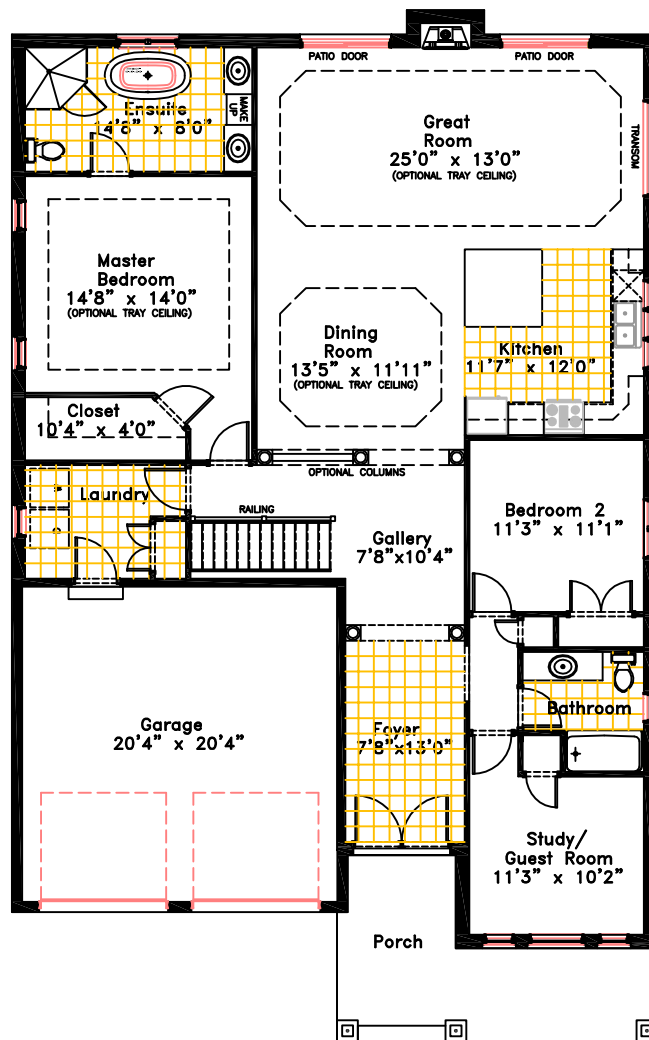 PATIO DOOR
PATIO DOOR
Ensuite
14'8" x 8'0"
MAKE
UP
Great
Room
25'0" x 13'0"
(OPTIONAL TRAY CEILING)
TRANSOM
Master
Bedroom
14'8" x 14'0"
(OPTIONAL TRAY CEILING)
Dining
Room
13'5" x 11'11"
(OPTIONAL TRAY CEILING)
Kitchen
11'7" x 12'0"
Closet
10'4" x 4'0"
OPTIONAL COLUMNS
Laundry
RAILING
Gallery
7'8"x10'4"
Bedroom 2
11'3" x 11'1"
Garage
20'4" x 20'4"
Foyer
7'8"x13'0"
Bathroom
Study/
Guest Room
11'3" x 10'2"
Porch